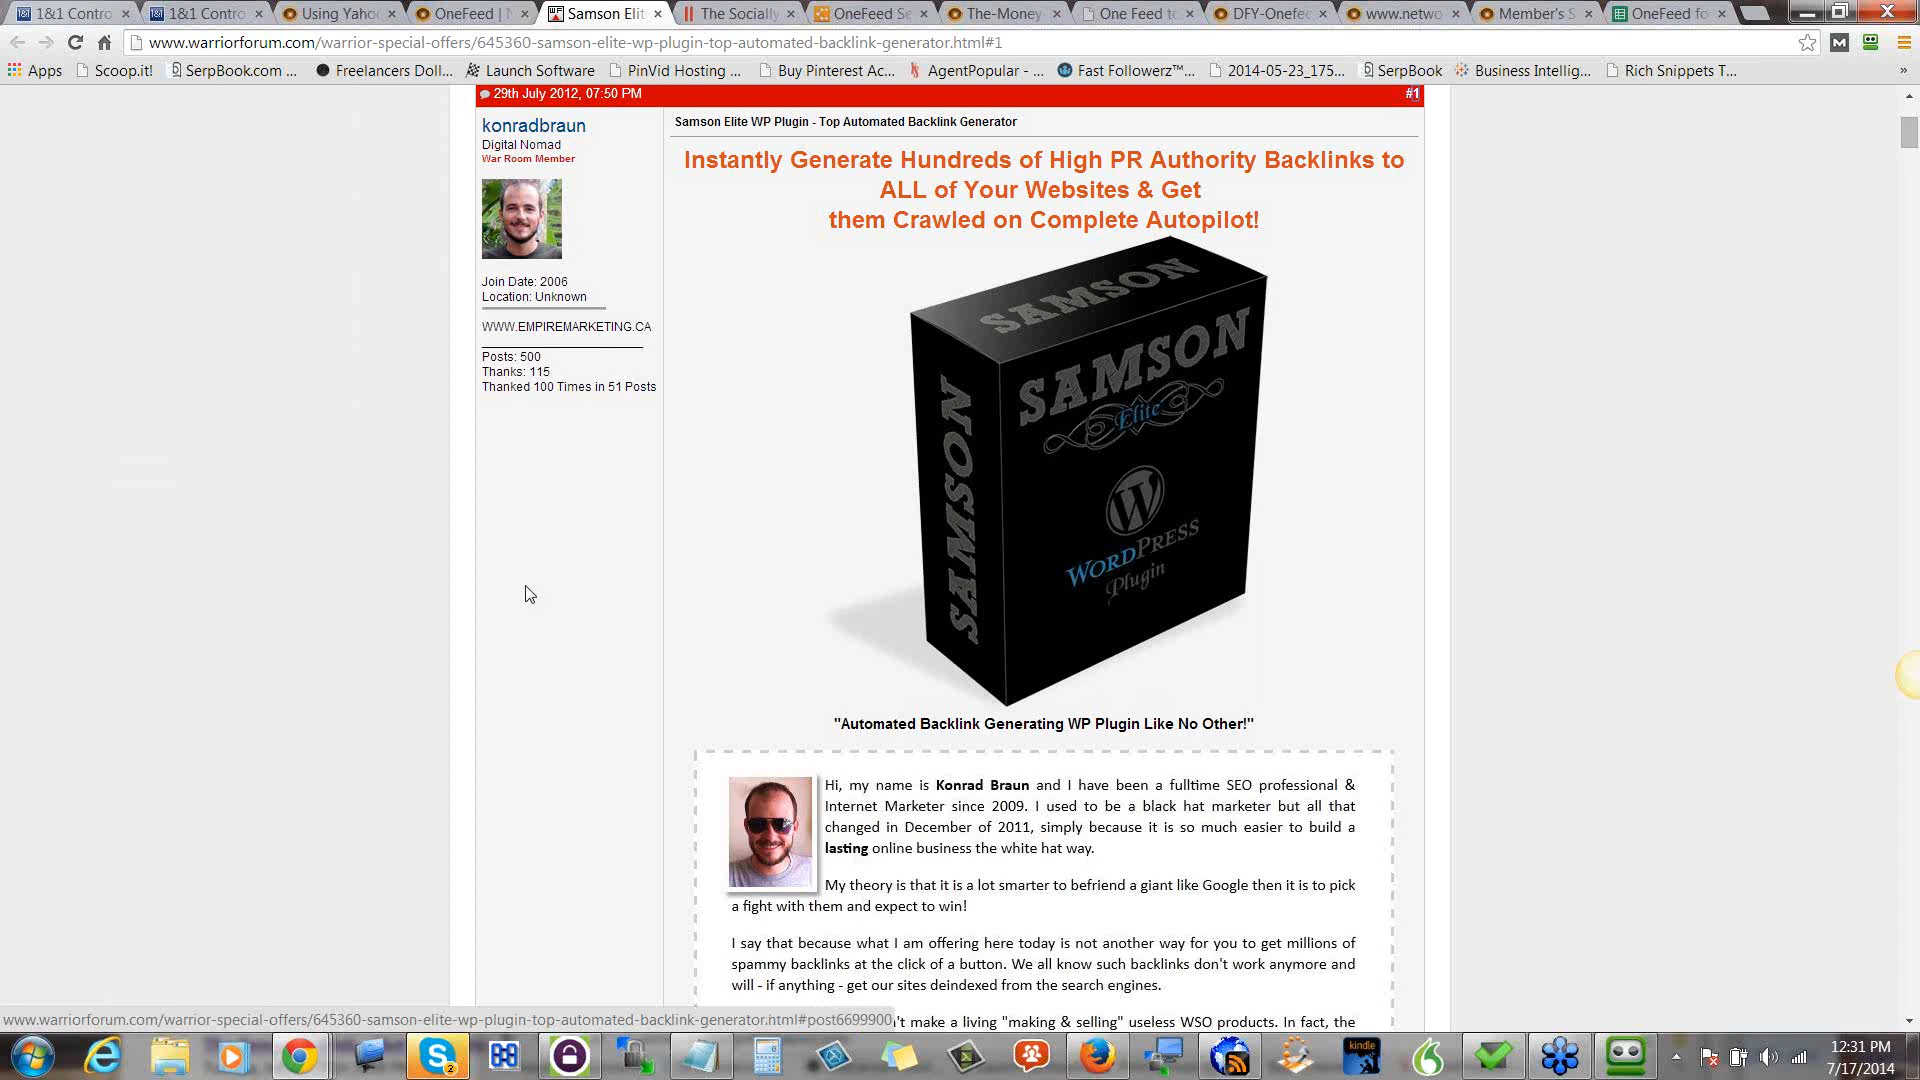 1&1 Contro
1&1 Contro
Using Yaho
OneFeed | N
Samson Elit
The Socially
OneFeed Se
The-Money-
One Feed to
DFY-Onefee
www.netwo
Member's S
OneFeed fo
www.warriorforum.com/warrior-special-offers/645360-samson-elite-wp-plugin-top-automated-backlink-generator.html#1
Apps
Scoop.it!
SerpBook.com ...
Freelancers Doll...
Launch Software
PinVid Hosting ...
Buy Pinterest Ac...
AgentPopular - ...
Fast Followerz™...
2014-05-23_175...
SerpBook
Business Intellig...
Rich Snippets T...
»
29th July 2012, 07:50 PM
#1
konradbraun
Digital Nomad
War Room Member
Join Date: 2006
Location: Unknown
WWW.EMPIREMARKETING.CA
Posts: 500
Thanks: 115
Thanked 100 Times in 51 Posts
Samson Elite WP Plugin - Top Automated Backlink Generator
Instantly Generate Hundreds of High PR Authority Backlinks to
ALL of Your Websites & Get
them Crawled on Complete Autopilot!
SAMSON
SAMSON
Elite
SAMSON
WORDPRESS
Plugin
"Automated Backlink Generating WP Plugin Like No Other!"
Hi, my name is Konrad Braun and I have been a fulltime SEO professional &
Internet Marketer since 2009. I used to be a black hat marketer but all that
changed in December of 2011, simply because it is so much easier to build a
lasting online business the white hat way.
My theory is that it is a lot smarter to befriend a giant like Google then it is to pick
a fight with them and expect to win!
I say that because what I am offering here today is not another way for you to get millions of
spammy backlinks at the click of a button. We all know such backlinks don't work anymore and
will - if anything - get our sites deindexed from the search engines.
't make a living "making & selling" useless WSO products. In fact, the
www.warriorforum.com/warrior-special-offers/645360-samson-elite-wp-plugin-top-automated-backlink-generator.html#post6699900
2
kindle
12:31 PM
7/17/2014